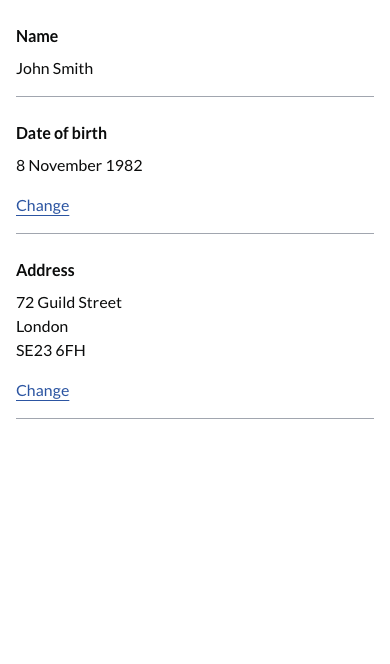 Name
John Smith
Date of birth
8 November 1982
Change
Address
72 Guild Street
London
SE23 6FH
Change